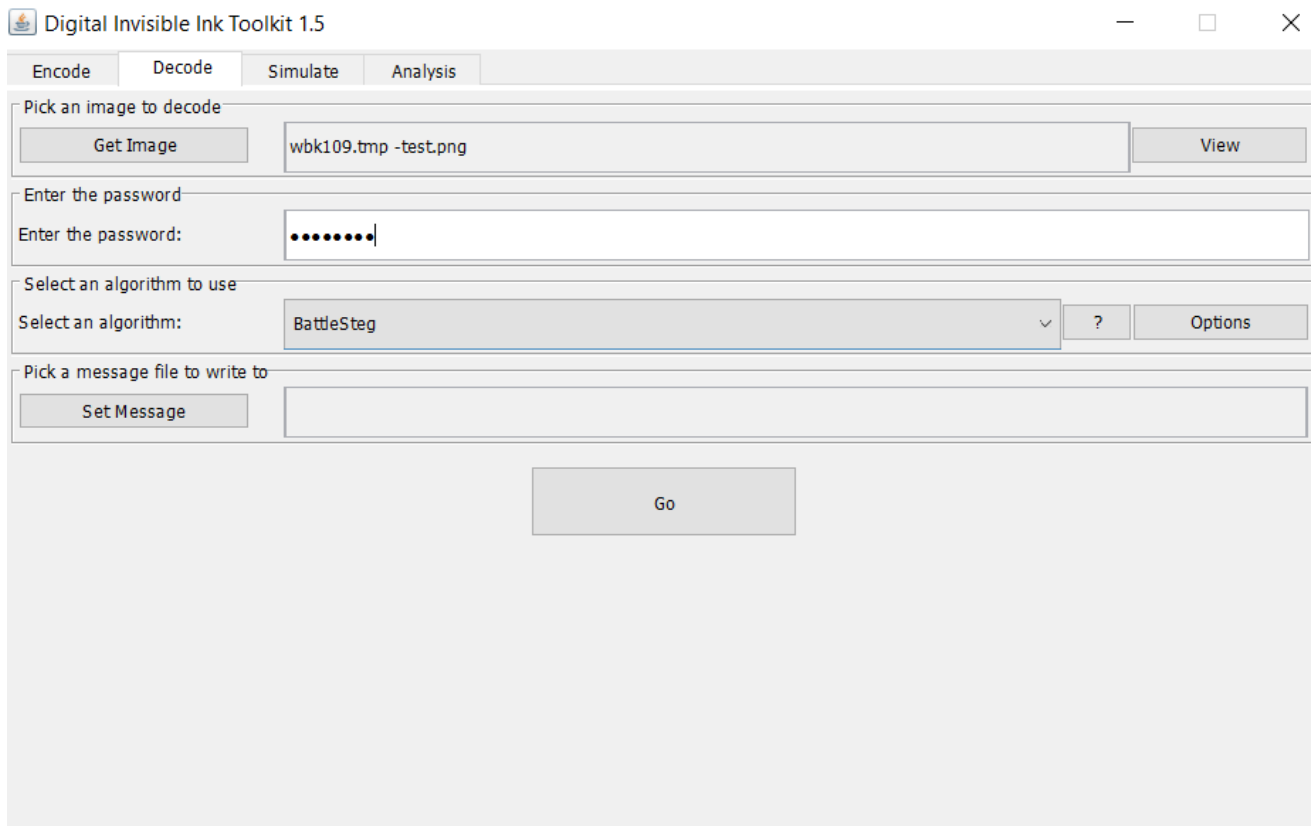 Digital Invisible Ink Toolkit 1.5
Encode Decode Simulate Analysis
Pick an image to decode
Get Image wbk109.tmp -test.png View
Enter the password
Enter the password: ••••••••
Select an algorithm to use
Select an algorithm: BattleSteg ? Options
Pick a message file to write to
Set Message
Go